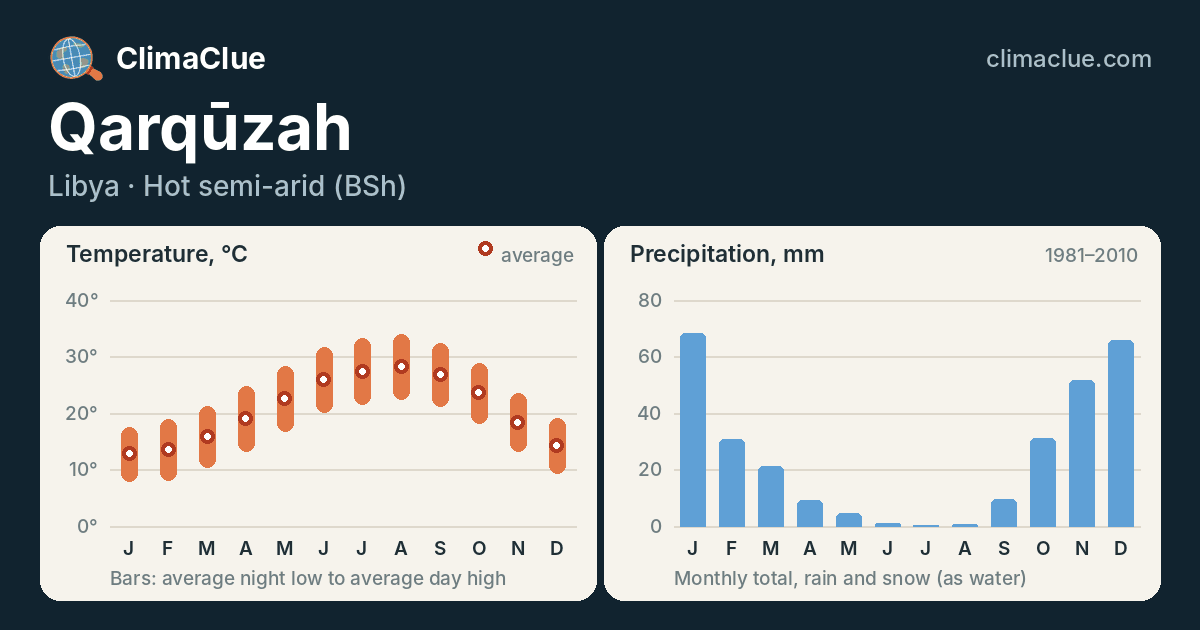 ClimaClue
climaclue.com
Qarqūzah
Libya · Hot semi-arid (BSh)
Temperature, °C
average
40°
30°
20°
10°
0°
J F M A M J J A S O N D
Bars: average night low to average day high
Precipitation, mm
1981–2010
80
60
40
20
0
J F M A M J J A S O N D
Monthly total, rain and snow (as water)